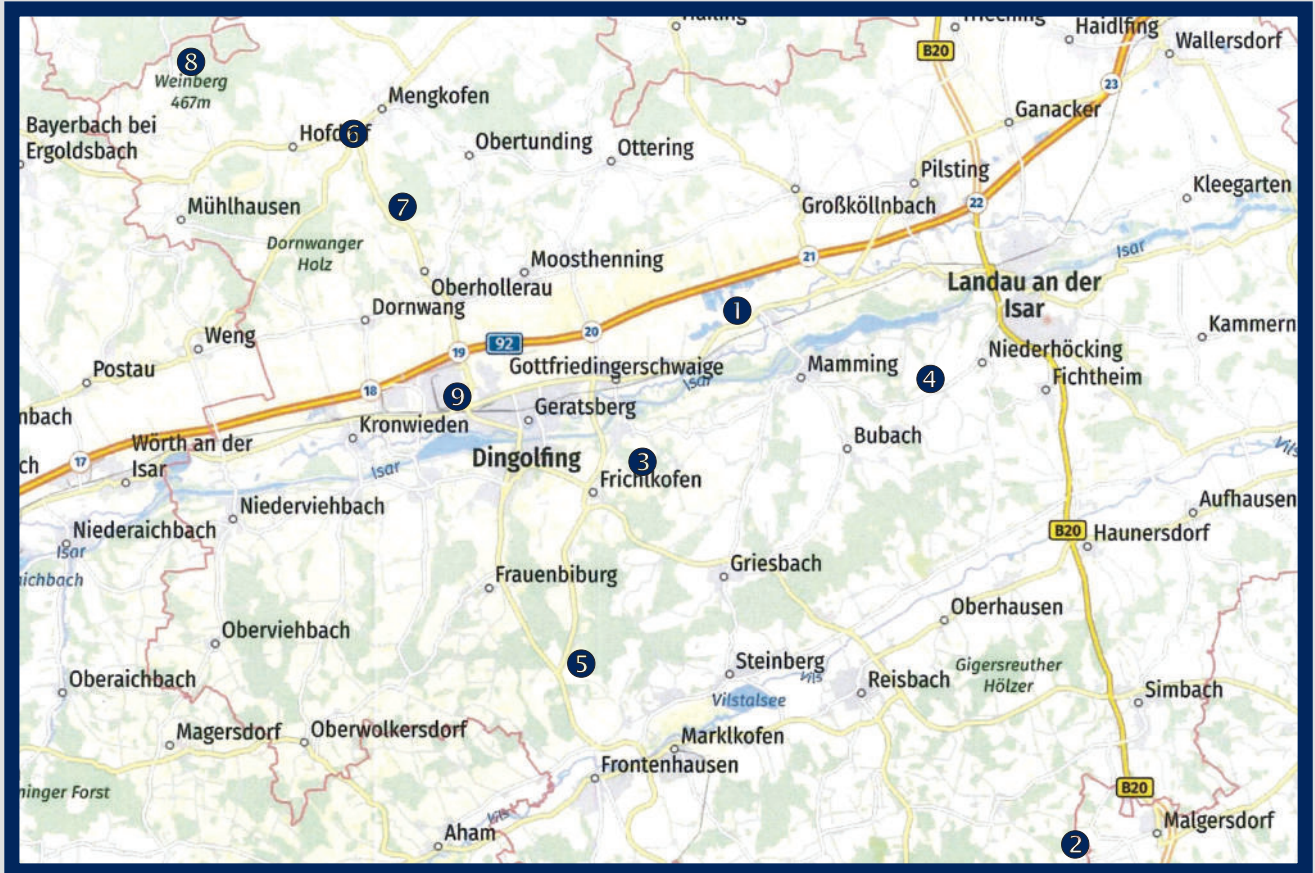 Haidlfing
Wallersdorf
B20
8
Weinberg
467m
23
Mengkofen
Ganacker
Bayerbach bei
Ergoldsbach
6
Obertunding
Ottering
Pilsting
Kleegarten
7
Mühlhausen
Großköllnbach
22
Dornwanger
Holz
Isar
Moosthenning
21
Oberhollerau
Landau an der
Isar
Dornwang
1
Kammern
Weng
20
92
19
Niederhöcking
Postau
Gottfriedingerschwaige
Mamming
4
Fichtheim
18
Isar
9
Geratsberg
Kronwieden
Bubach
Wörth an der
Isar
17
Isar
Dingolfing
3
Frichtkofen
Aufhausen
Niederviehbach
Niederaichbach
B20
Haunersdorf
Isar
Griesbach
Frauenbiburg
Oberhausen
Oberviehbach
5
Steinberg
Vils
Gigersreuther
Hölzer
Oberaichbach
Reisbach
Simbach
Vilstalsee
Magersdorf
Oberwolkersdorf
Marklkofen
Frontenhausen
B20
Vils
Aham
Malgersdorf
2